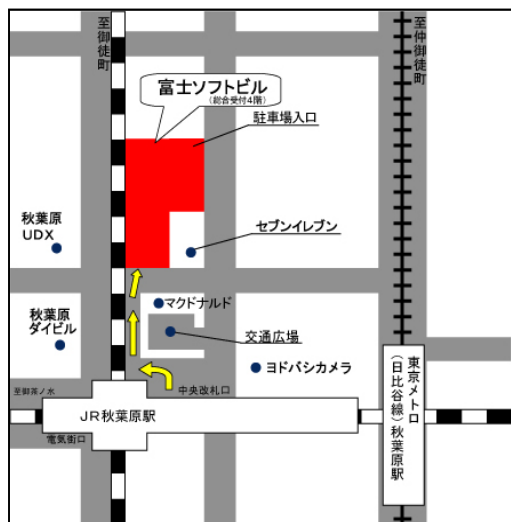 至御徒町
至仲御徒町
富士ソフトビル
(総合受付4階)
駐車場入口
秋葉原
UDX
セブンイレブン
マクドナルド
秋葉原
ダイビル
交通広場
ヨドバシカメラ
至御茶ノ水
中央改札口
JR秋葉原駅
電気街口
東京メトロ
(日比谷線)秋葉原駅